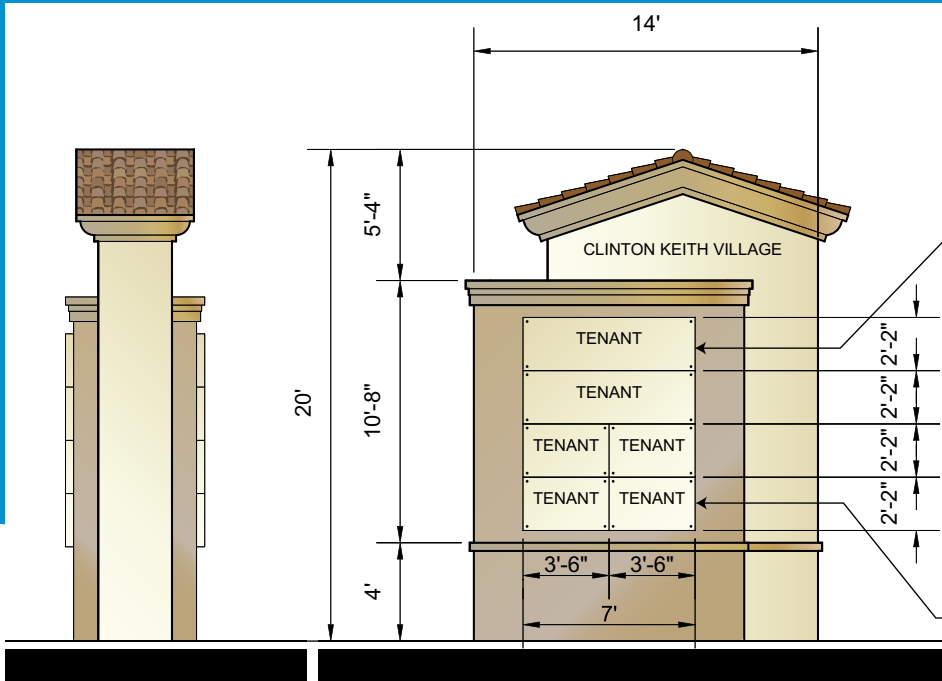 14'
5'-4"
CLINTON KEITH VILLAGE
20'
10'-8"
TENANT
2'-2"
TENANT
2'-2"
TENANT TENANT
2'-2"
TENANT TENANT
2'-2"
4'
3'-6" 3'-6"
7'